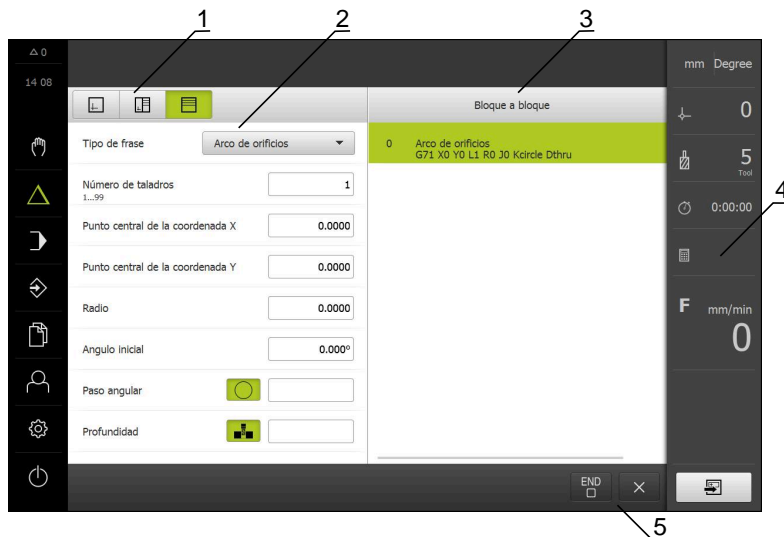 1
2
3
△ 0
14 08
mm Degree
Bloque a bloque
0
Tipo de frase
Arco de orificios
0 Arco de orificios
G71 X0 Y0 L1 R0 J0 Kcircle Dthru
5
Tool
Número de taladros
1...99
1
4
0:00:00
Punto central de la coordenada X
0.0000
Punto central de la coordenada Y
0.0000
Radio
0.0000
F mm/min
0
Angulo inicial
0.000º
Paso angular
Profundidad
END
5